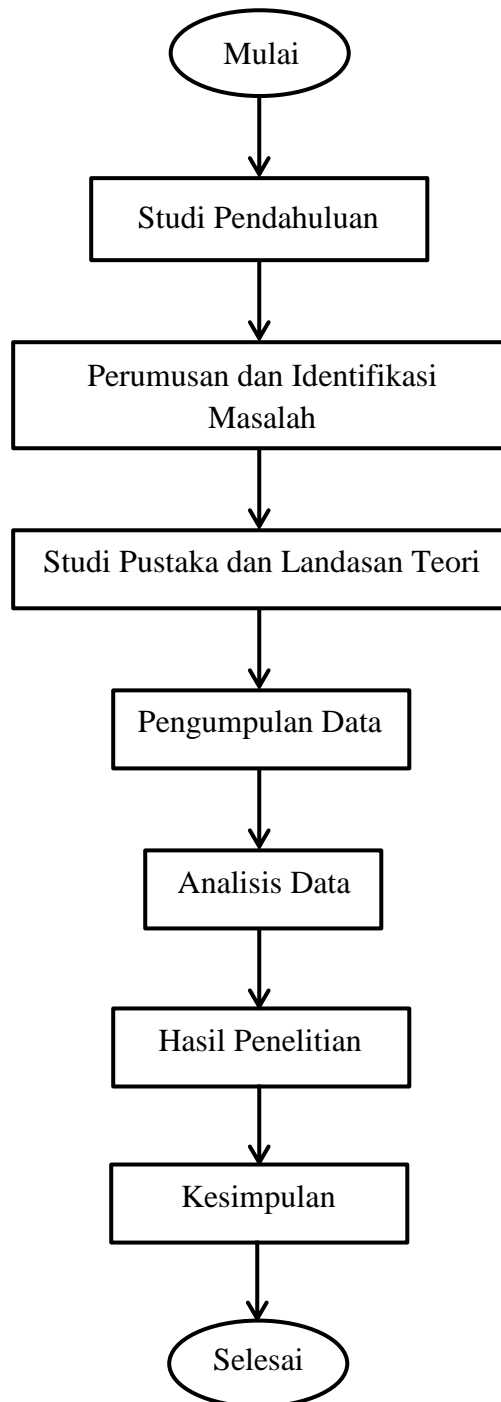 Mulai
Studi Pendahuluan
Perumusan dan Identifikasi
Masalah
Studi Pustaka dan Landasan Teori
Pengumpulan Data
Analisis Data
Hasil Penelitian
Kesimpulan
Selesai